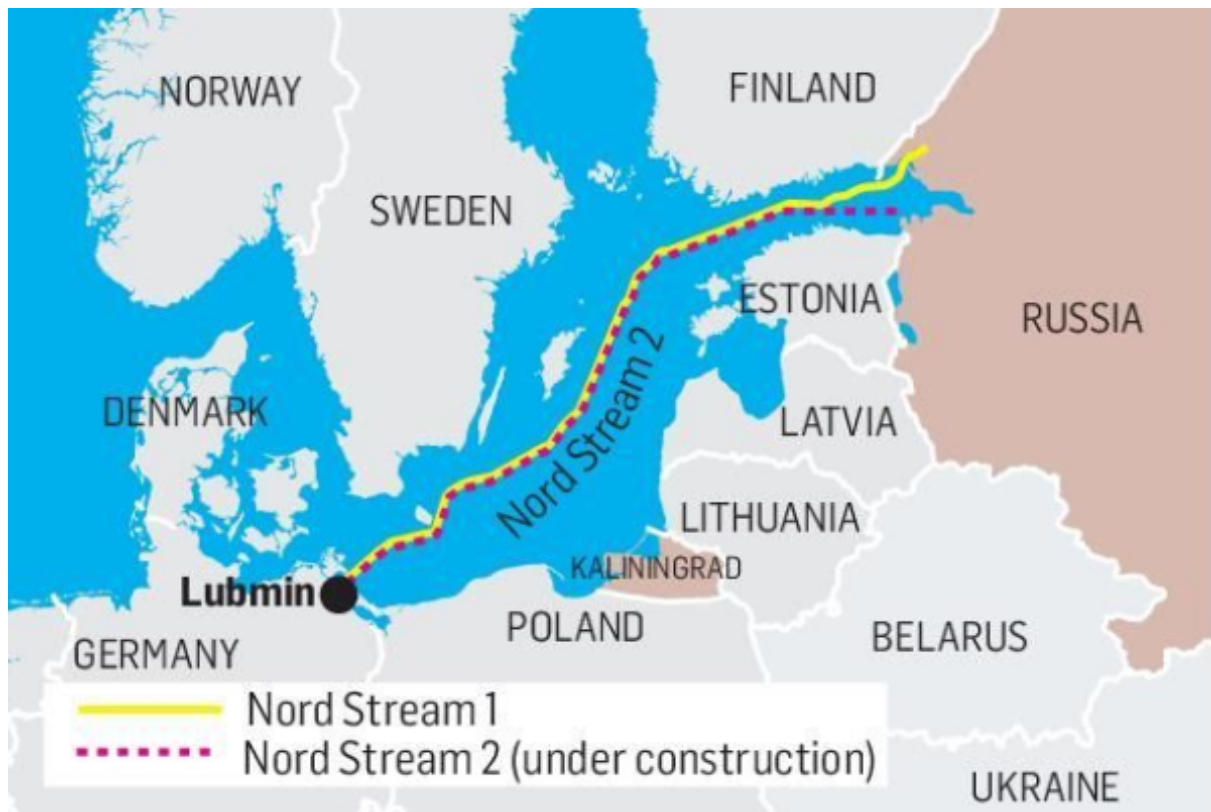 NORWAY
FINLAND
SWEDEN
ESTONIA
RUSSIA
DENMARK
Nord Stream 2
LATVIA
LITHUANIA
KALININGRAD
Lubmin
POLAND
BELARUS
GERMANY
Nord Stream 1
Nord Stream 2 (under construction)
UKRAINE